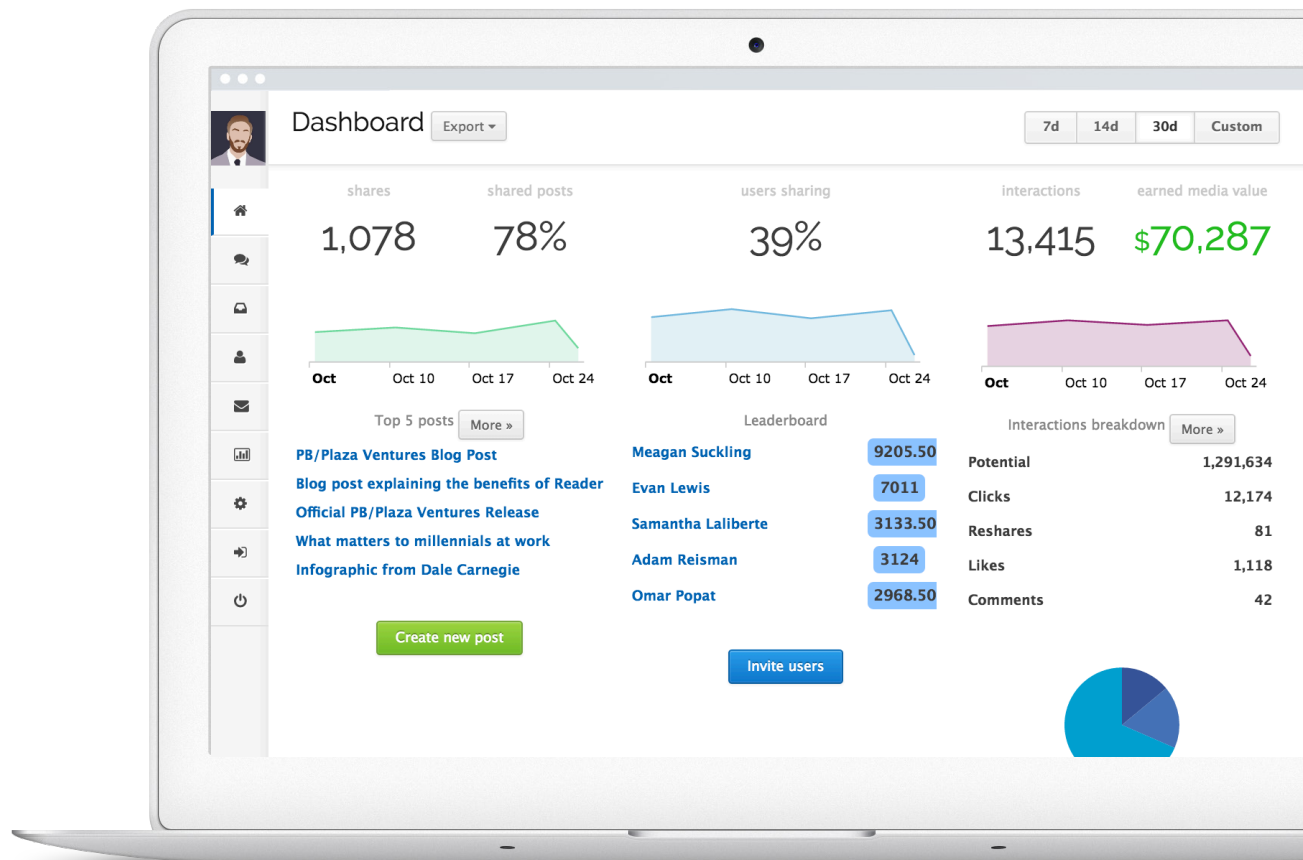 Dashboard
Export
7d 14d 30d Custom
shares shared posts users sharing interactions earned media value
1,078 78% 39% 13,415 $70,287
Oct Oct 10 Oct 17 Oct 24
Oct Oct 10 Oct 17 Oct 24
Oct Oct 10 Oct 17 Oct 24
Top 5 posts More »
PB/Plaza Ventures Blog Post
Blog post explaining the benefits of Reader
Official PB/Plaza Ventures Release
What matters to millennials at work
Infographic from Dale Carnegie
Create new post
Leaderboard
Meagan Suckling 9205.50
Evan Lewis 7011
Samantha Laliberte 3133.50
Adam Reisman 3124
Omar Popat 2968.50
Invite users
Interactions breakdown More »
Potential 1,291,634
Clicks 12,174
Reshares 81
Likes 1,118
Comments 42